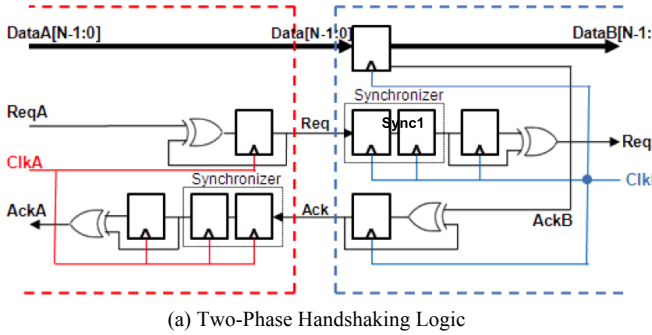 DataA[N-1:0]
Data[N-1:0]
DataB[N-1:
Synchronizer
ReqA
Req
Sync1
Req
ClkA
Clk
Synchronizer
AckA
Ack
AckB
(a) Two-Phase Handshaking Logic